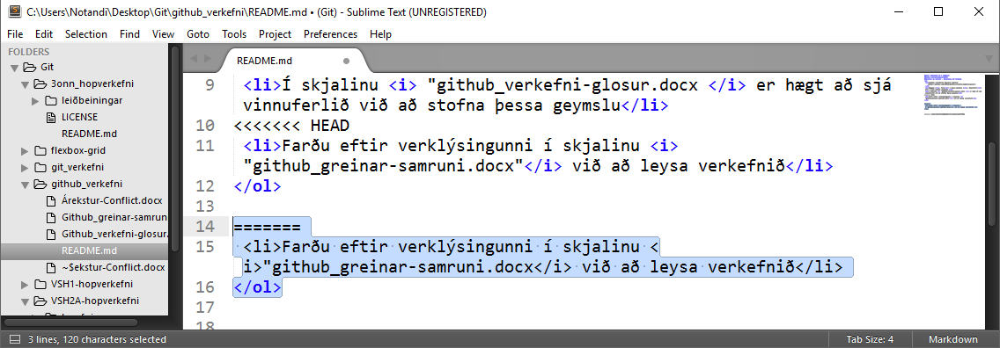 C:\Users\Notandi\Desktop\Git\github_verkefni\README.md • (Git) - Sublime Text (UNREGISTERED)
File Edit Selection Find View Goto Tools Project Preferences Help
FOLDERS
Git
3onn_hopverkefni
leiðbeiningar
LICENSE
README.md
flexbox-grid
git_verkefni
github_verkefni
Árekstur-Conflict.docx
Github_greinar-samrun
Github_verkefni-glosur.
README.md
~$ekstur-Conflict.docx
VSH1-hopverkefni
VSH2A-hopverkefni
README.md
9 <li>Í skjalinu <i> "github_verkefni-glosur.docx </i> er hægt að sjá
vinnuferlið við að stofna þessa geymslu</li>
10 <<<<<<< HEAD
11 <li>Farðu eftir verklýsingunni í skjalinu <i>
"github_greinar-samruni.docx"</i> við að leysa verkefnið</li>
12 </ol>
13
14 =======
15 <li>Farðu eftir verklýsingunni í skjalinu <
i>"github_greinar-samruni.docx</i> við að leysa verkefnið</li>
16 </ol>
17
18
3 lines, 120 characters selected Tab Size: 4 Markdown